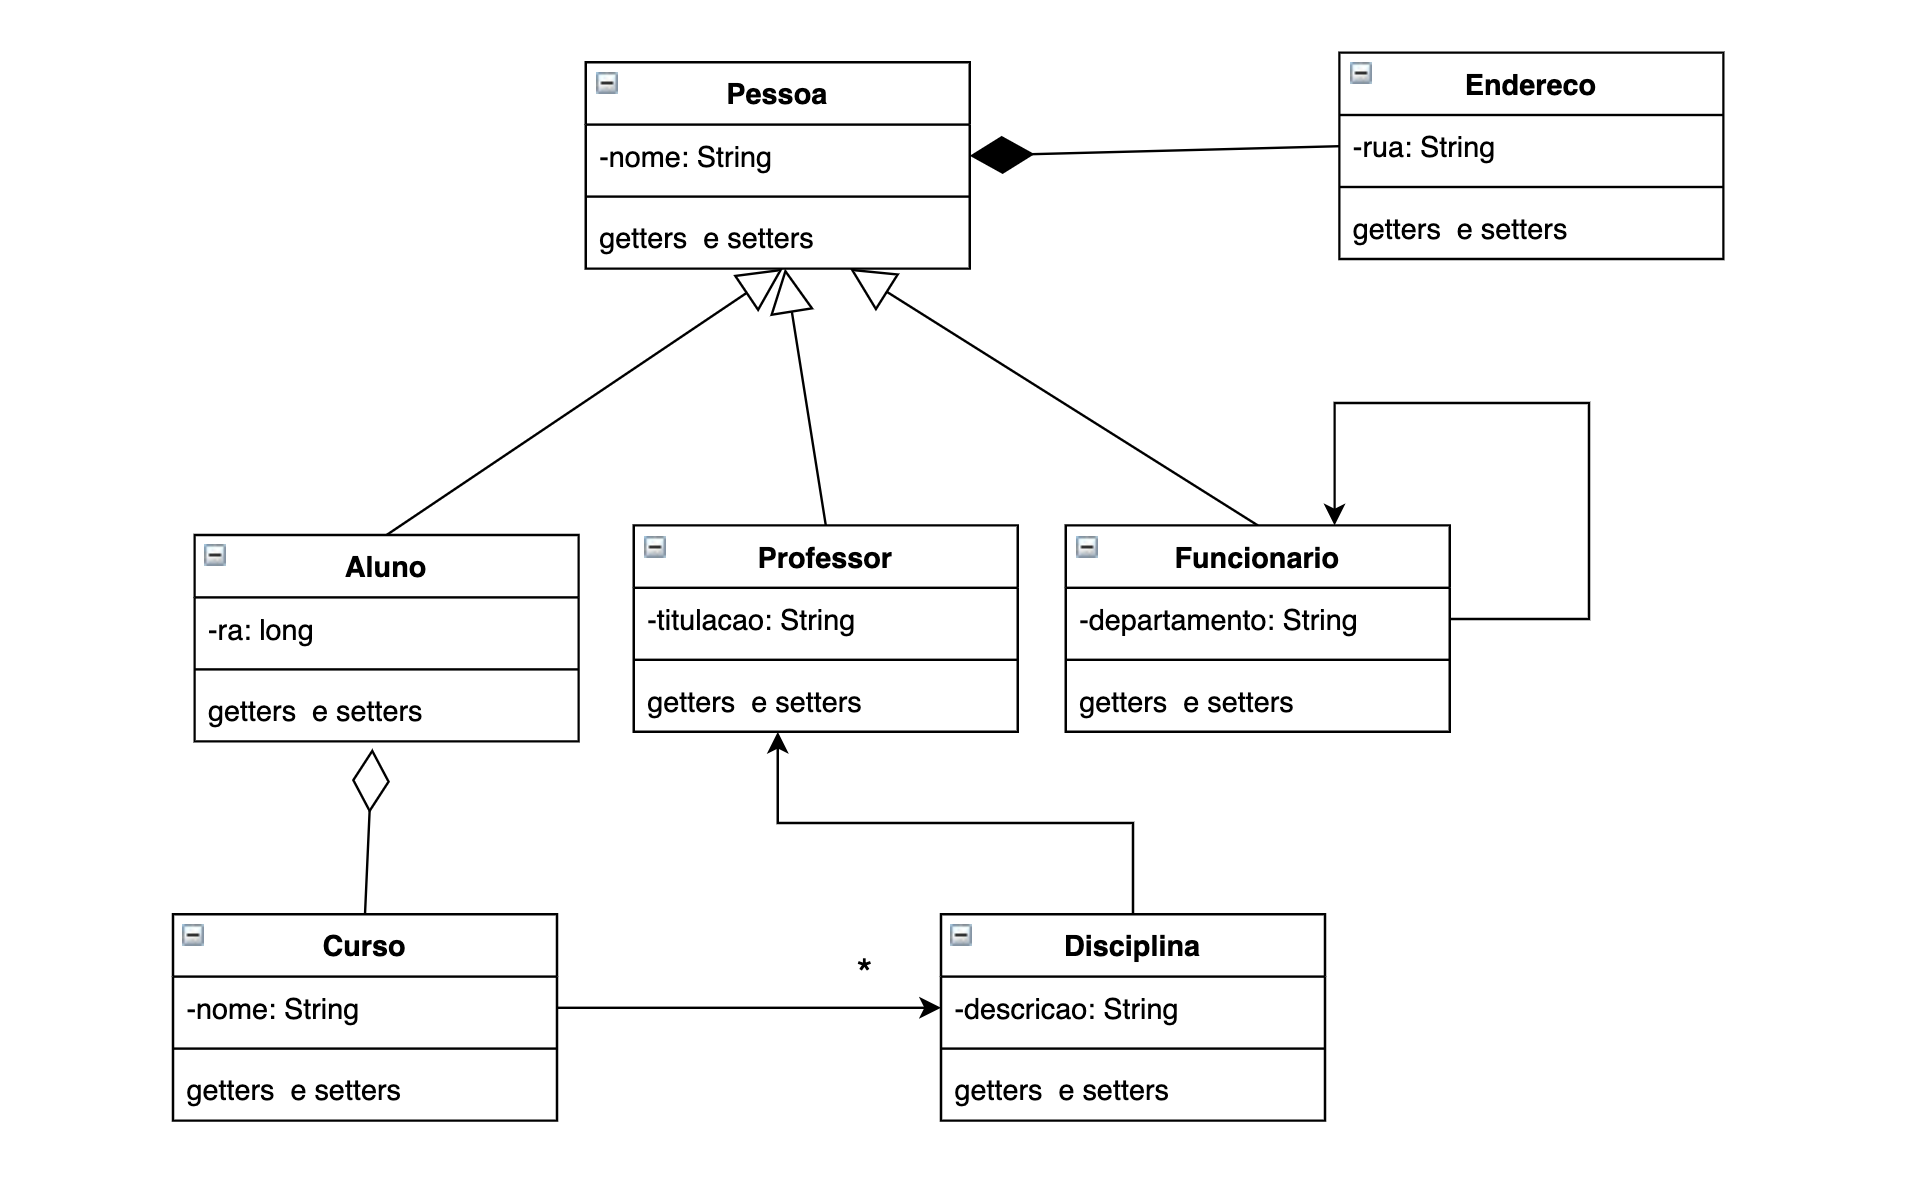 Pessoa
-nome: String
getters  e setters
Endereco
-rua: String
getters  e setters
Aluno
-ra: long
getters  e setters
Professor
-titulacao: String
getters  e setters
Funcionario
-departamento: String
getters  e setters
Curso
-nome: String
getters  e setters
*
Disciplina
-descricao: String
getters  e setters